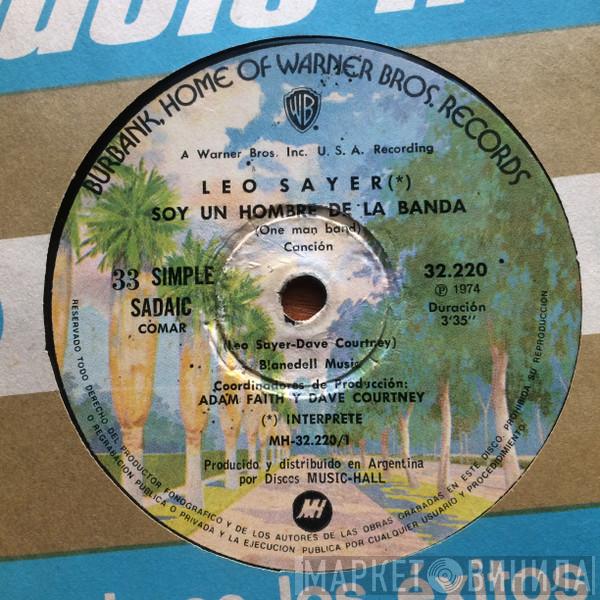 BURBANK, HOME OF WARNER BROS. RECORDS
WB
A Warner Bros. Inc. U. S. A. Recording
LEO SAYER(*)
SOY UN HOMBRE DE LA BANDA
(One man band)
Canción
33 SIMPLE
SADAIC
COMAR
32.220
Ⓟ 1974
Duración
3'35"
(Leo Sayer-Dave Courtney)
Blanedell Music
Coordinadores de Producción:
ADAM FAITH Y DAVE COURTNEY
(*) INTERPRETE
MH-32.220/1
Producido y distribuido en Argentina
por Discos MUSIC-HALL
MH
RESERVADO TODO DERECHO DEL PRODUCTOR FONOGRAFICO Y DE LOS AUTORES DE LAS OBRAS GRABADAS EN ESTE DISCO. PROHIBIDA SU REPRODUCCION
O REGRABACION PUBLICA O PRIVADA Y LA EJECUCION PUBLICA POR CUALQUIER USUARIO Y PROCEDIMIENTO
МАРКЕТ ВИНИЛА